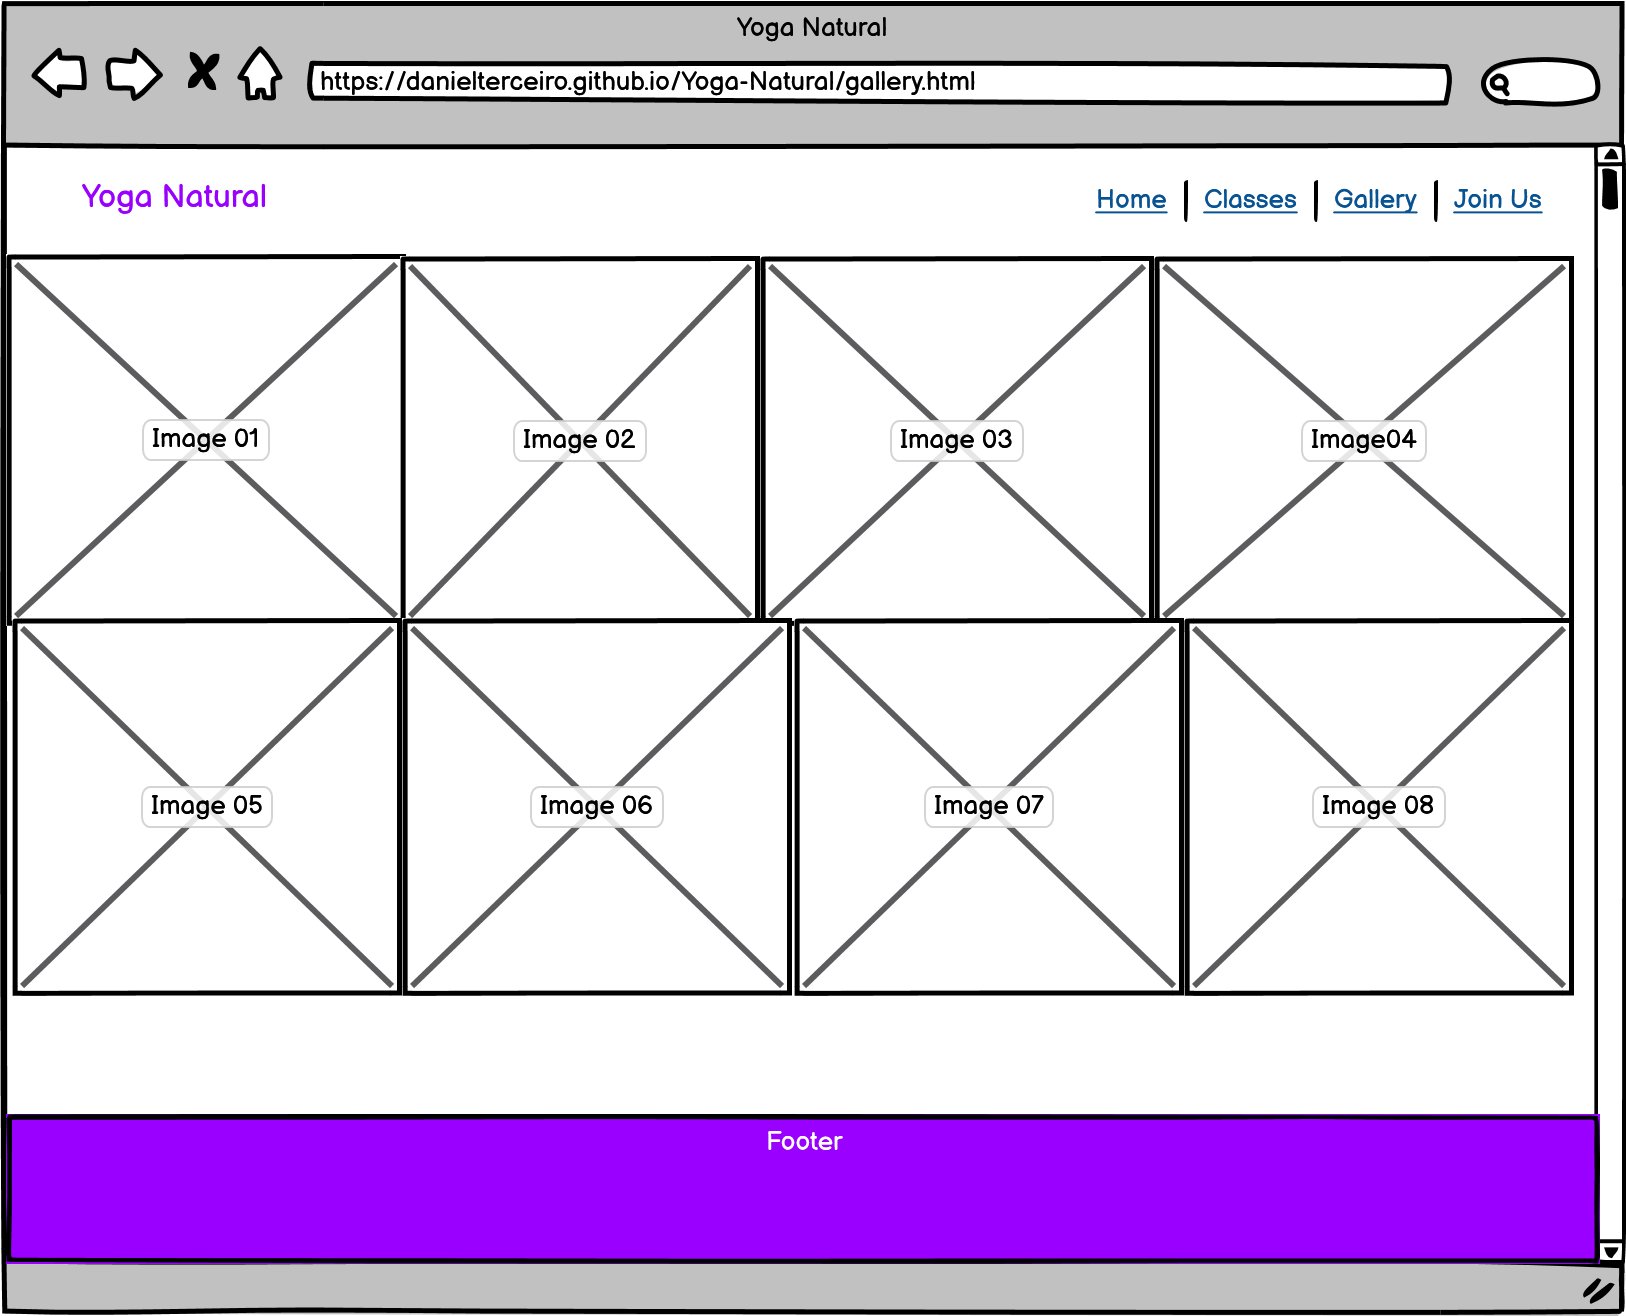 Yoga Natural
https://danielterceiro.github.io/Yoga-Natural/gallery.html
Yoga Natural
Home Classes Gallery Join Us
Image 01 Image 02 Image 03 Image04
Image 05 Image 06 Image 07 Image 08
Footer